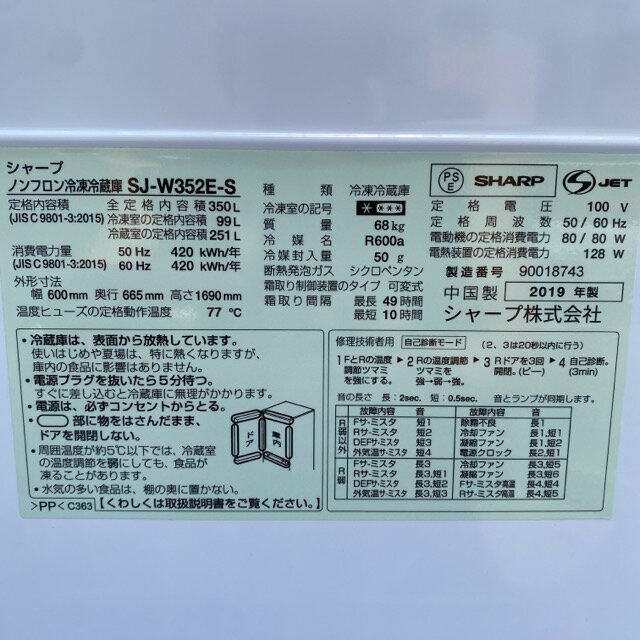 シャープ
ノンフロン冷凍冷蔵庫 SJ-W352E-S
定格内容積 全定格内容積 350L
(JIS C 9801-3:2015) 冷凍室の容積 99L
冷蔵室の容積 251L
消費電力量 50 Hz 420 kWh/年
(JIS C 9801-3:2015) 60 Hz 420 kWh/年
外形寸法
幅 600mm 奥行 665mm 高さ1690mm
温度ヒューズの定格動作温度 77 ℃
種類 冷凍冷蔵庫
冷凍室の記号 * ***
質量 68kg
冷媒名 R600a
冷媒封入量 50 g
断熱発泡ガス シクロペンタン
霜取り制御装置のタイプ 可変式
霜取り間隔 最長 49時間
最短 10時間
PSE SHARP S JET
定格電圧 100 V
定格周波数 50/60 Hz
電動機の定格消費電力 80/80 W
電熱装置の定格消費電力 128 W
製造番号 90018743
中国製 2019 年製
シャープ株式会社
・冷蔵庫は、表面から放熱しています。
使いはじめや夏場は、特に熱くなりますが、
庫内の食品に影響はありません。
・電源プラグを抜いたら5分待つ。
すぐに差し込むと冷蔵庫に無理がかかります。
・電源は、必ずコンセントからとる。
・ 部に物をはさんだまま、
ドアを開閉しない。
・周囲温度が約5℃以下では、冷蔵室
の温度調節を弱にしても、食品が
凍ることがあります。
・水気の多い食品は、棚の奥に置かない。
ドア 庫内
>PP< C363 【くわしくは取扱説明書をご覧ください。】
修理技術者用 自己診断モード (2、3は20秒以内に行う)
1 FとRの温度調節ツマミを強にする。 ▶ 2 Rの温度調節ツマミを強→弱→強。 ▶ 3 Rドアを3回開閉。(ピー) ▶ 4 自己診断。(3min)
音の長さ:長=2sec. 短=0.5sec. 音とランプが同期します。
故障内容 音 故障内容 音
R弱以外 Fサーミスタ 短1 除霜不良 長1
Rサーミスタ 短2 冷却ファン 長1,短1
DEFサーミスタ 短3 凝縮ファン 長1,短2
外気温サーミスタ 短4 電源クロック 長2,短1
R弱 Fサーミスタ 長3 冷却ファン 長3,短5
Rサーミスタ 長3,短1 凝縮ファン 長3,短6
DEFサーミスタ 長3,短2 Fサーミスタ高温 長4,短4
外気温サーミスタ 長3,短3 Rサーミスタ高温 長4,短5